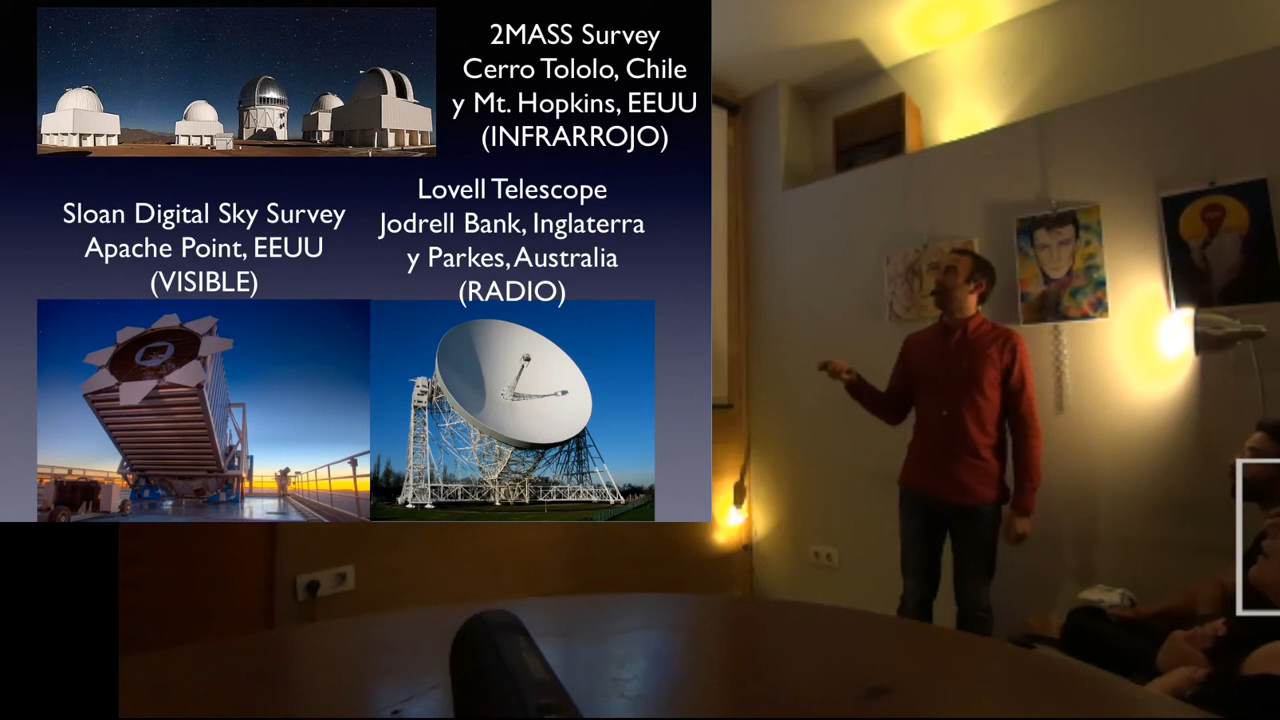 2MASS Survey
Cerro Tololo, Chile
y Mt. Hopkins, EEUU
(INFRARROJO)
Sloan Digital Sky Survey
Apache Point, EEUU
(VISIBLE)
Lovell Telescope
Jodrell Bank, Inglaterra
y Parkes, Australia
(RADIO)